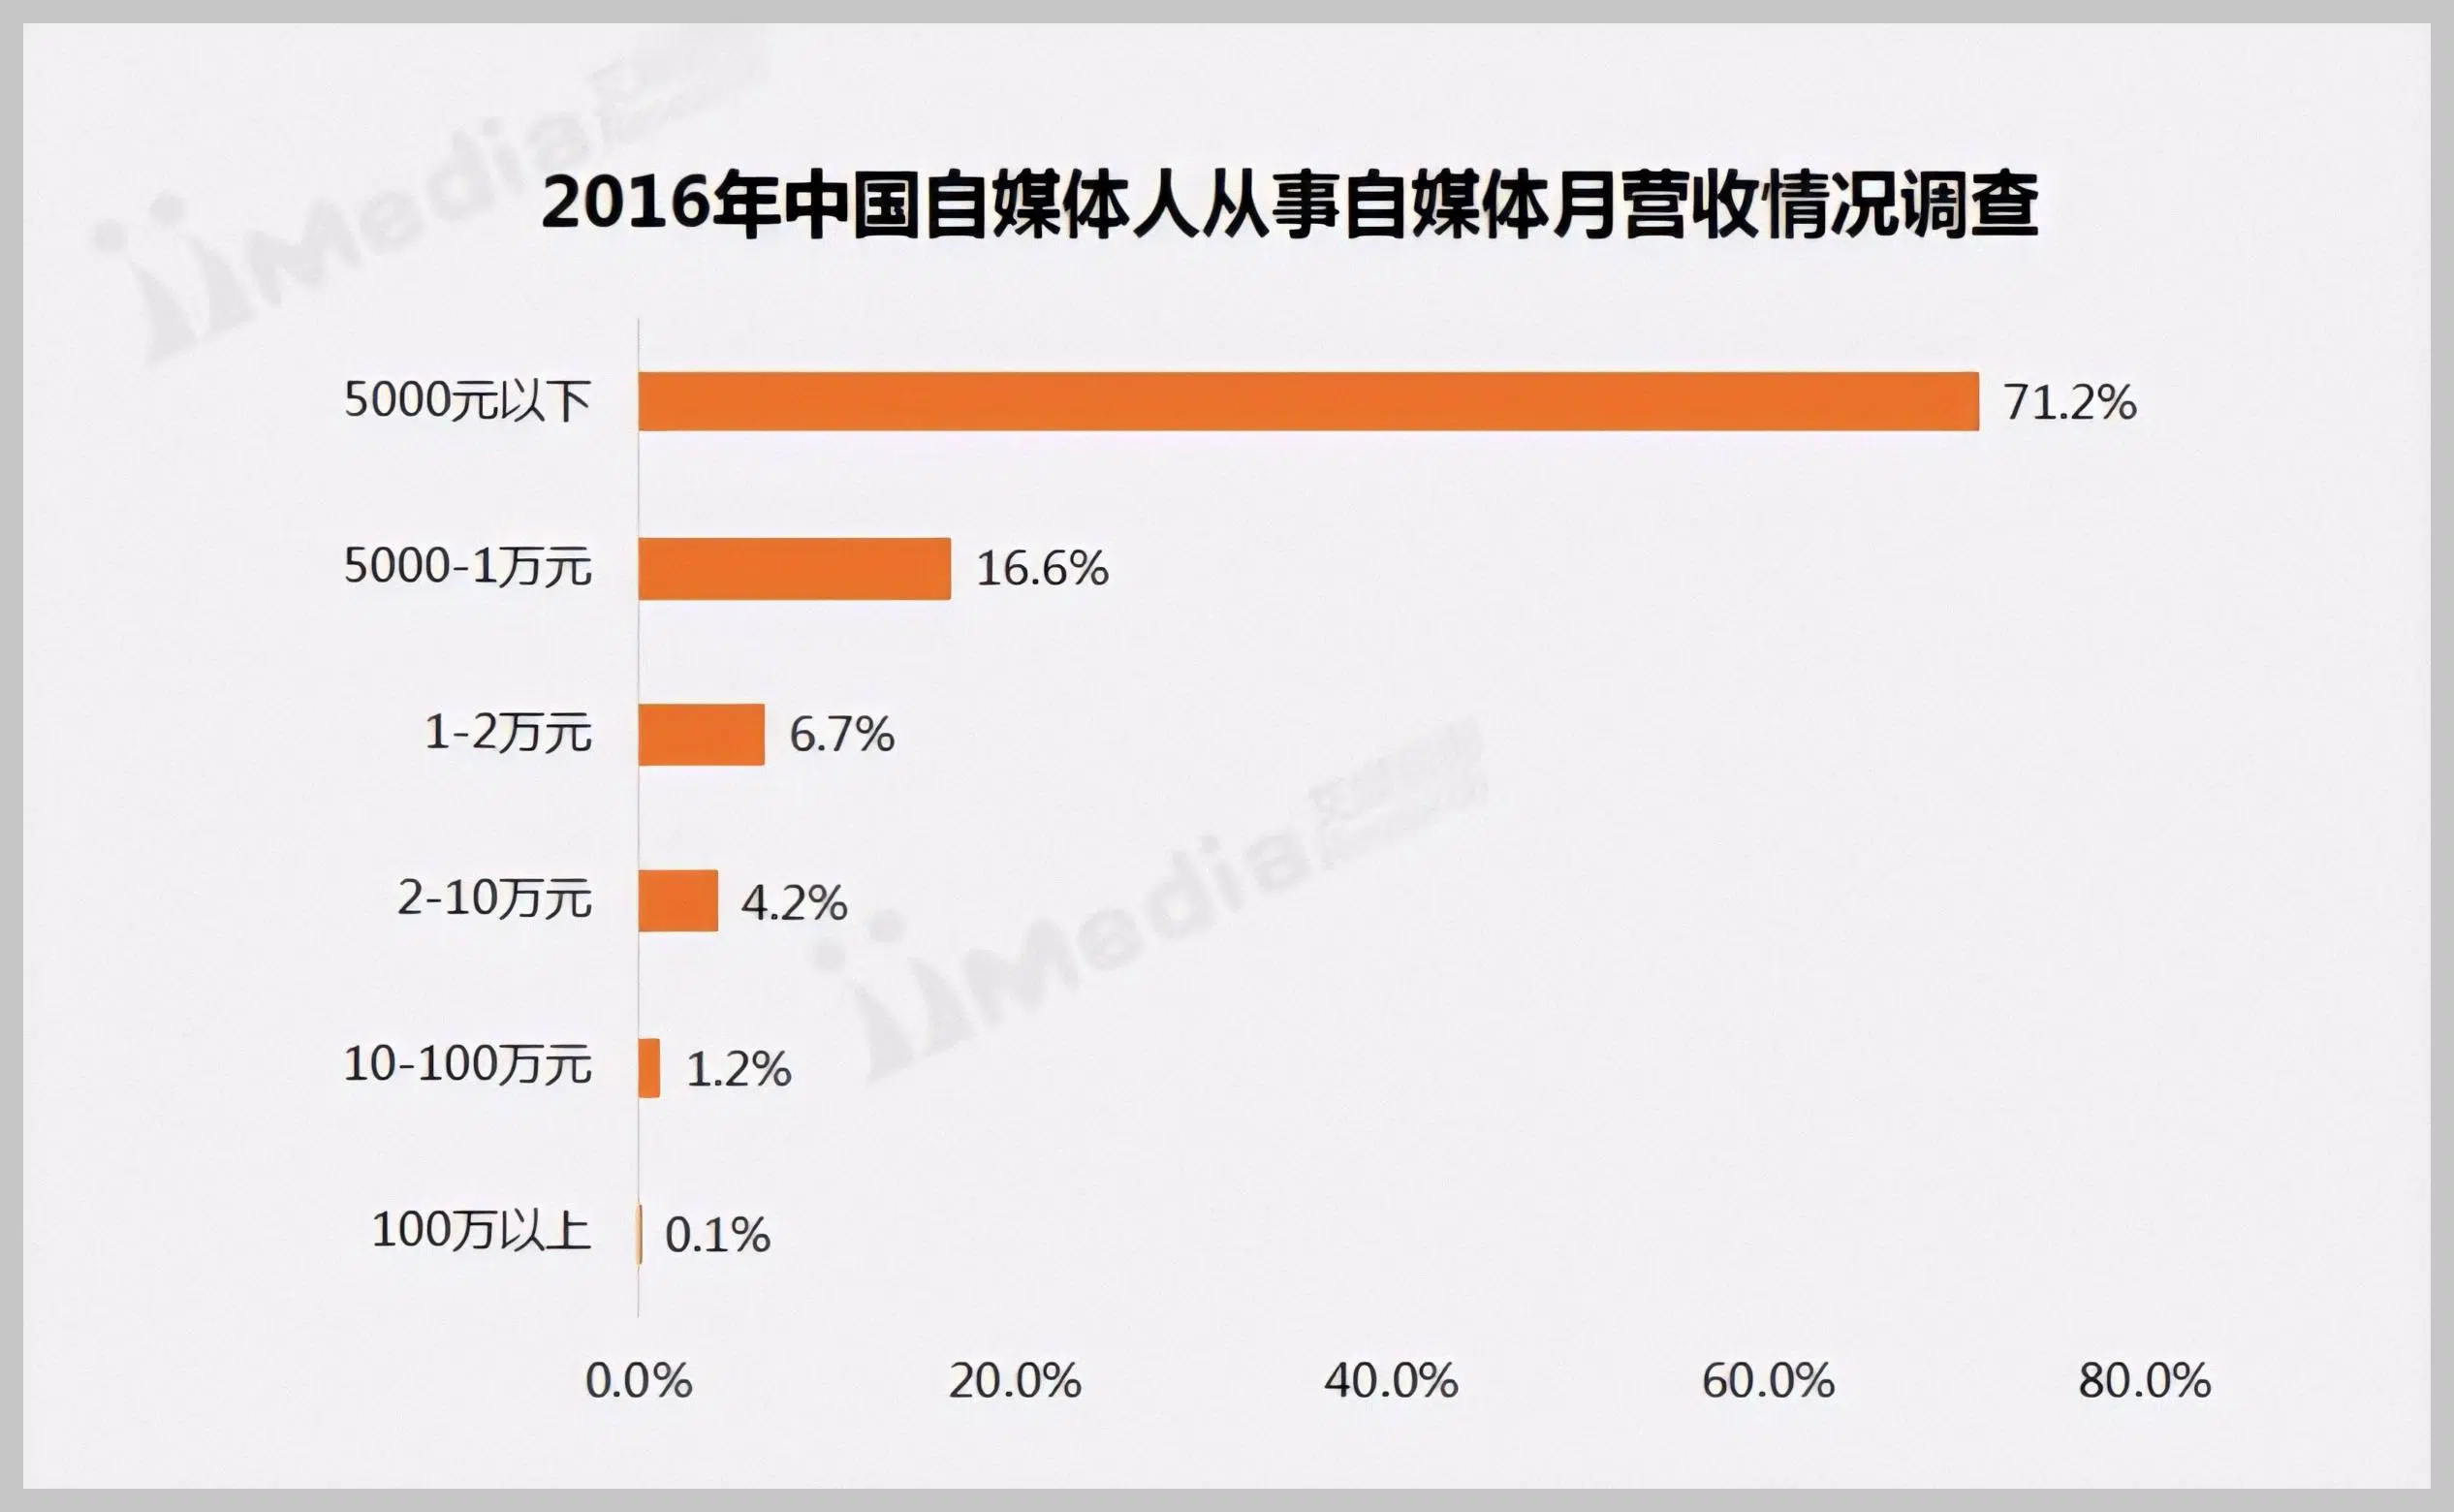 2016年中国自媒体人从事自媒体月营收情况调查
5000元以下 71.2%
5000-1万元 16.6%
1-2万元 6.7%
2-10万元 4.2%
10-100万元 1.2%
100万以上 0.1%
0.0% 20.0% 40.0% 60.0% 80.0%
iiMedia
iiMedia